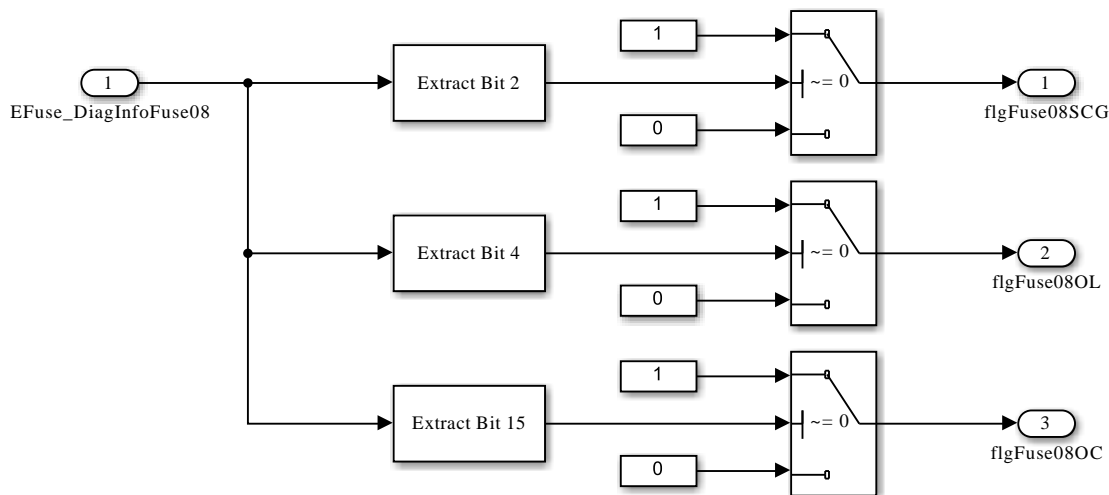 1
EFuse_DiagInfoFuse08
Extract Bit 2
1
0
~= 0
1
flgFuse08SCG
Extract Bit 4
1
0
~= 0
2
flgFuse08OL
Extract Bit 15
1
0
~= 0
3
flgFuse08OC